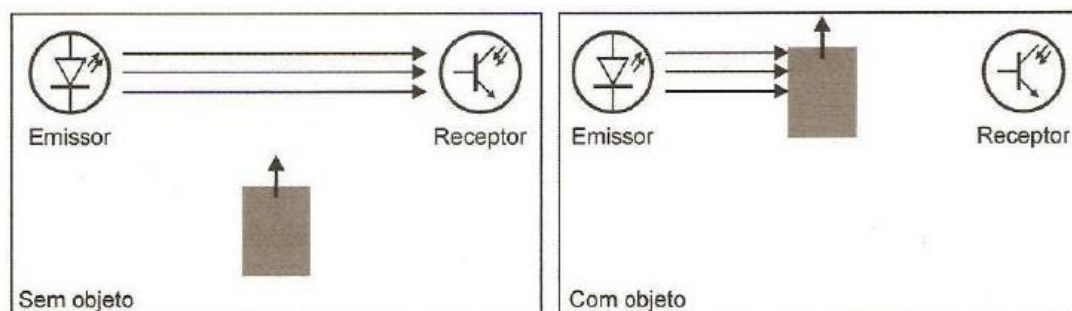 Emissor
Receptor
Sem objeto
Emissor
Receptor
Com objeto